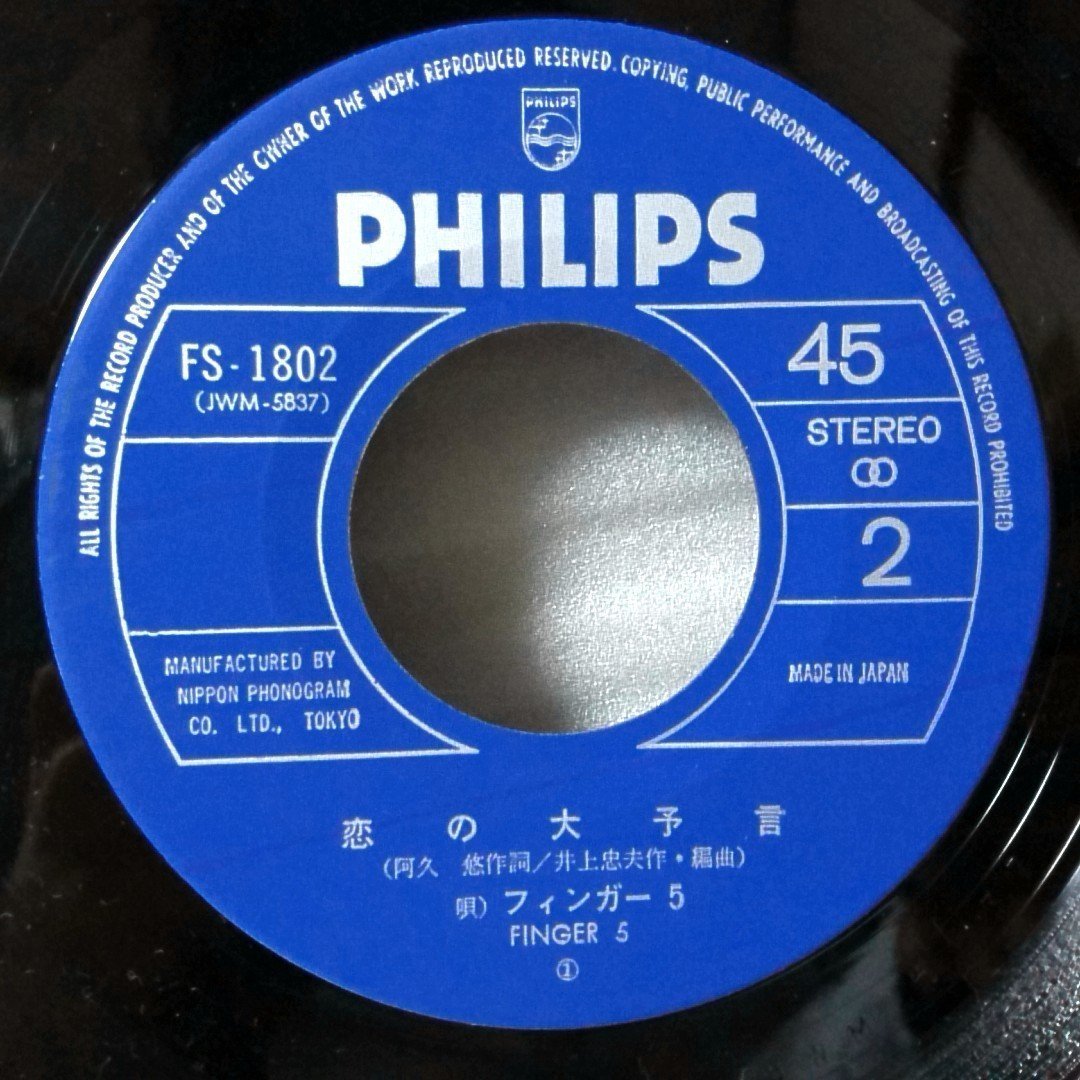 ALL RIGHTS OF THE RECORD PRODUCER AND OF THE OWNER OF THE WORK REPRODUCED RESERVED. COPYING, PUBLIC PERFORMANCE AND BROADCASTING OF THIS RECORD PROHIBITED
PHILIPS
PHILIPS
FS-1802
(JWM-5837)
45
STEREO
2
MANUFACTURED BY
NIPPON PHONOGRAM
CO. LTD., TOKYO
MADE IN JAPAN
恋の大予言
(阿久 悠作詞/井上忠夫作・編曲)
唄) フィンガー 5
FINGER 5
①